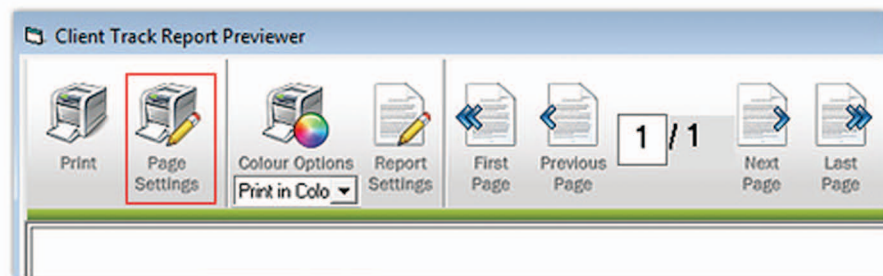 Client Track Report Previewer
Print
Page
Settings
Colour Options
Print in Colo
Report
Settings
First
Page
Previous
Page
1 / 1
Next
Page
Last
Page